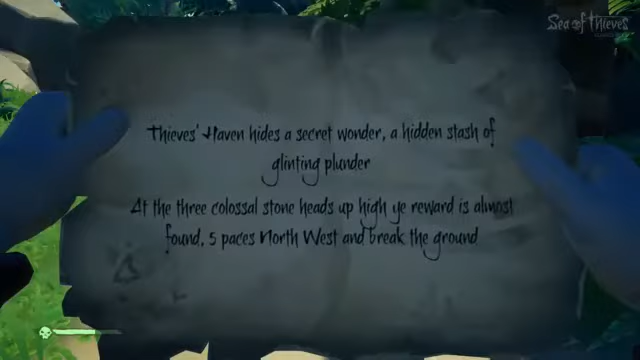 Sea of Thieves
Thieves' Haven hides a secret wonder, a hidden stash of
glinting plunder
At the three colossal stone heads up high ye reward is almost
found, 5 paces North West and break the ground